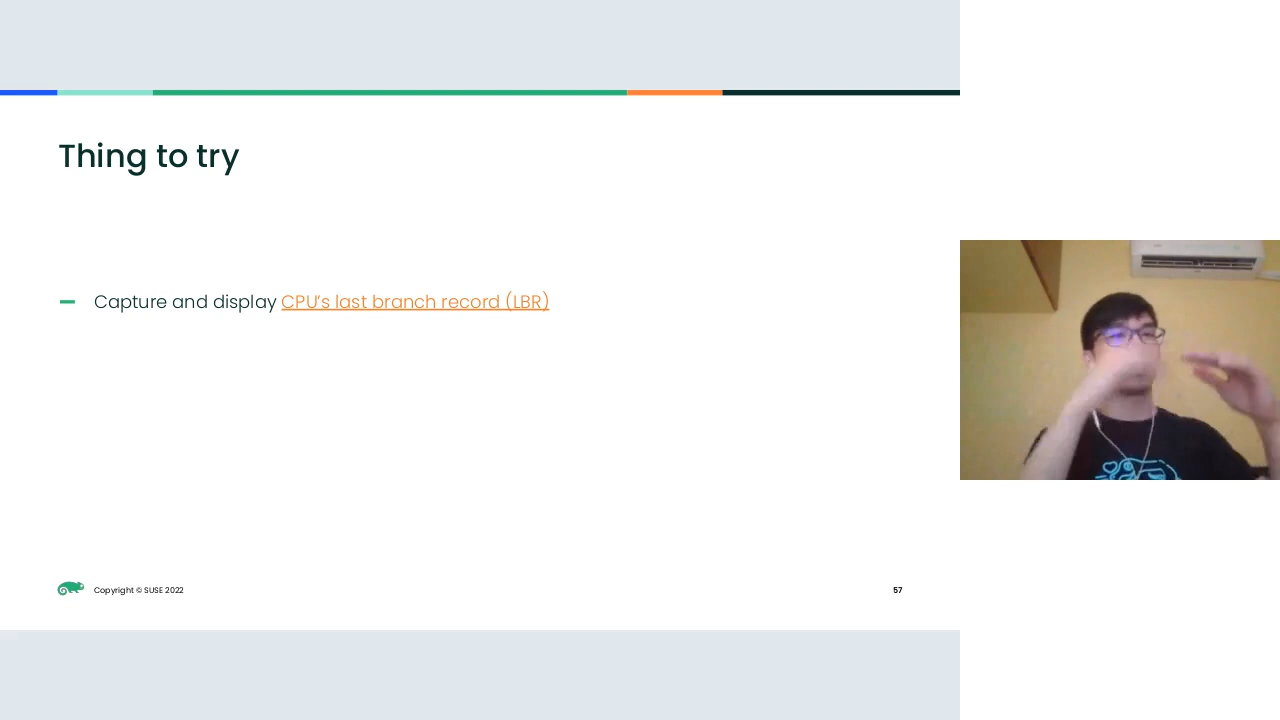 Thing to try
Capture and display CPU's last branch record (LBR)
Copyright © SUSE 2022
57